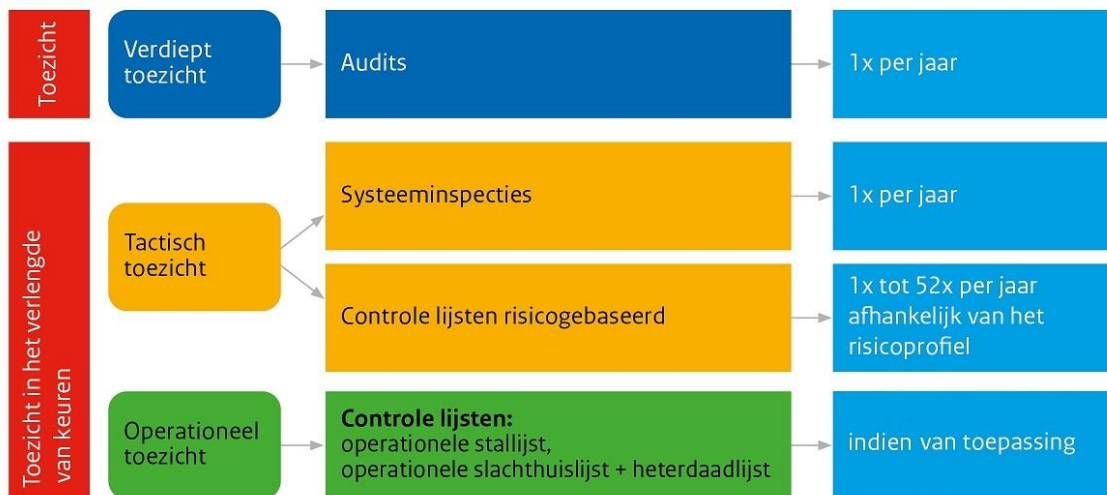 Toezicht
Verdiept
toezicht
Audits
1x per jaar
Toezicht in het verlengde
van keuren
Tactisch
toezicht
Systeeminspecties
1x per jaar
Controle lijsten risicogebaseerd
1x tot 52x per jaar
afhankelijk van het
risicoprofiel
Operationeel
toezicht
Controle lijsten:
operationele stallijst,
operationele slachthuislijst + heterdaadlijst
indien van toepassing